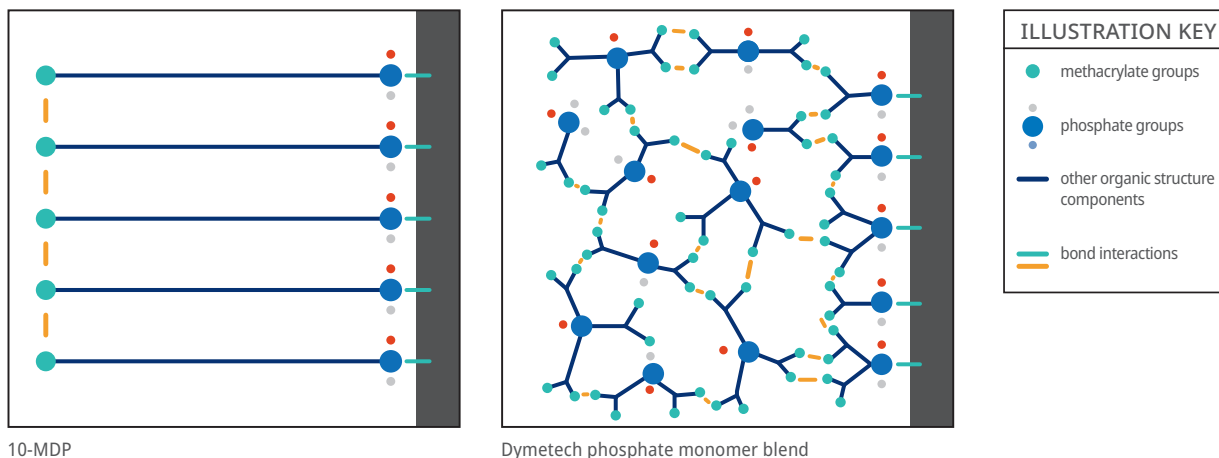 ILLUSTRATION KEY
methacrylate groups
phosphate groups
other organic structure
components
bond interactions
10-MDP
Dymetech phosphate monomer blend